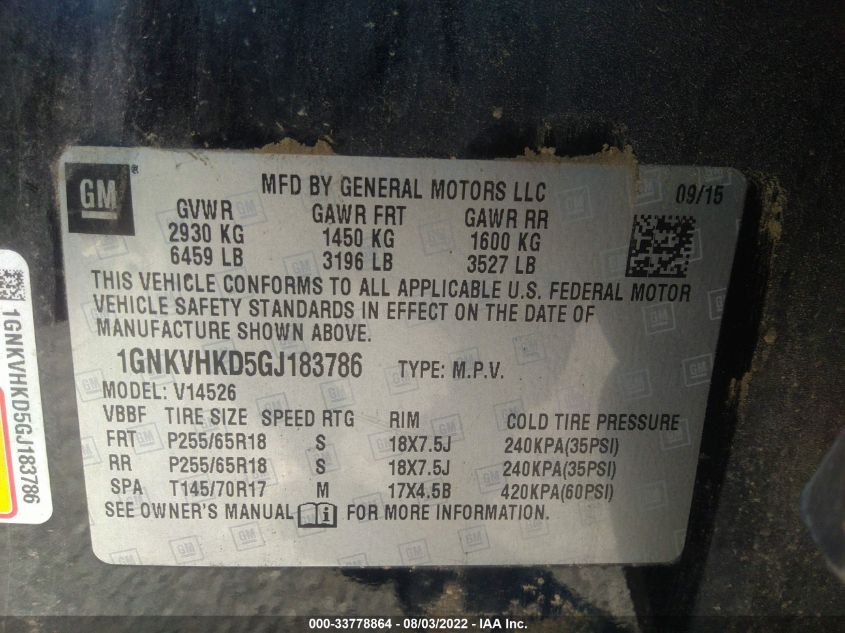 GM
MFD BY GENERAL MOTORS LLC 09/15
GVWR GAWR FRT GAWR RR
2930 KG 1450 KG 1600 KG
6459 LB 3196 LB 3527 LB
THIS VEHICLE CONFORMS TO ALL APPLICABLE U.S. FEDERAL MOTOR
VEHICLE SAFETY STANDARDS IN EFFECT ON THE DATE OF
MANUFACTURE SHOWN ABOVE.
1GNKVHKD5GJ183786 TYPE: M.P.V.
MODEL: V14526
VBBF TIRE SIZE SPEED RTG RIM COLD TIRE PRESSURE
FRT P255/65R18 S 18X7.5J 240KPA(35PSI)
RR P255/65R18 S 18X7.5J 240KPA(35PSI)
SPA T145/70R17 M 17X4.5B 420KPA(60PSI)
SEE OWNER'S MANUAL i FOR MORE INFORMATION.
1GNKVHKD5GJ183786
000-33778864 - 08/03/2022 - IAA Inc.